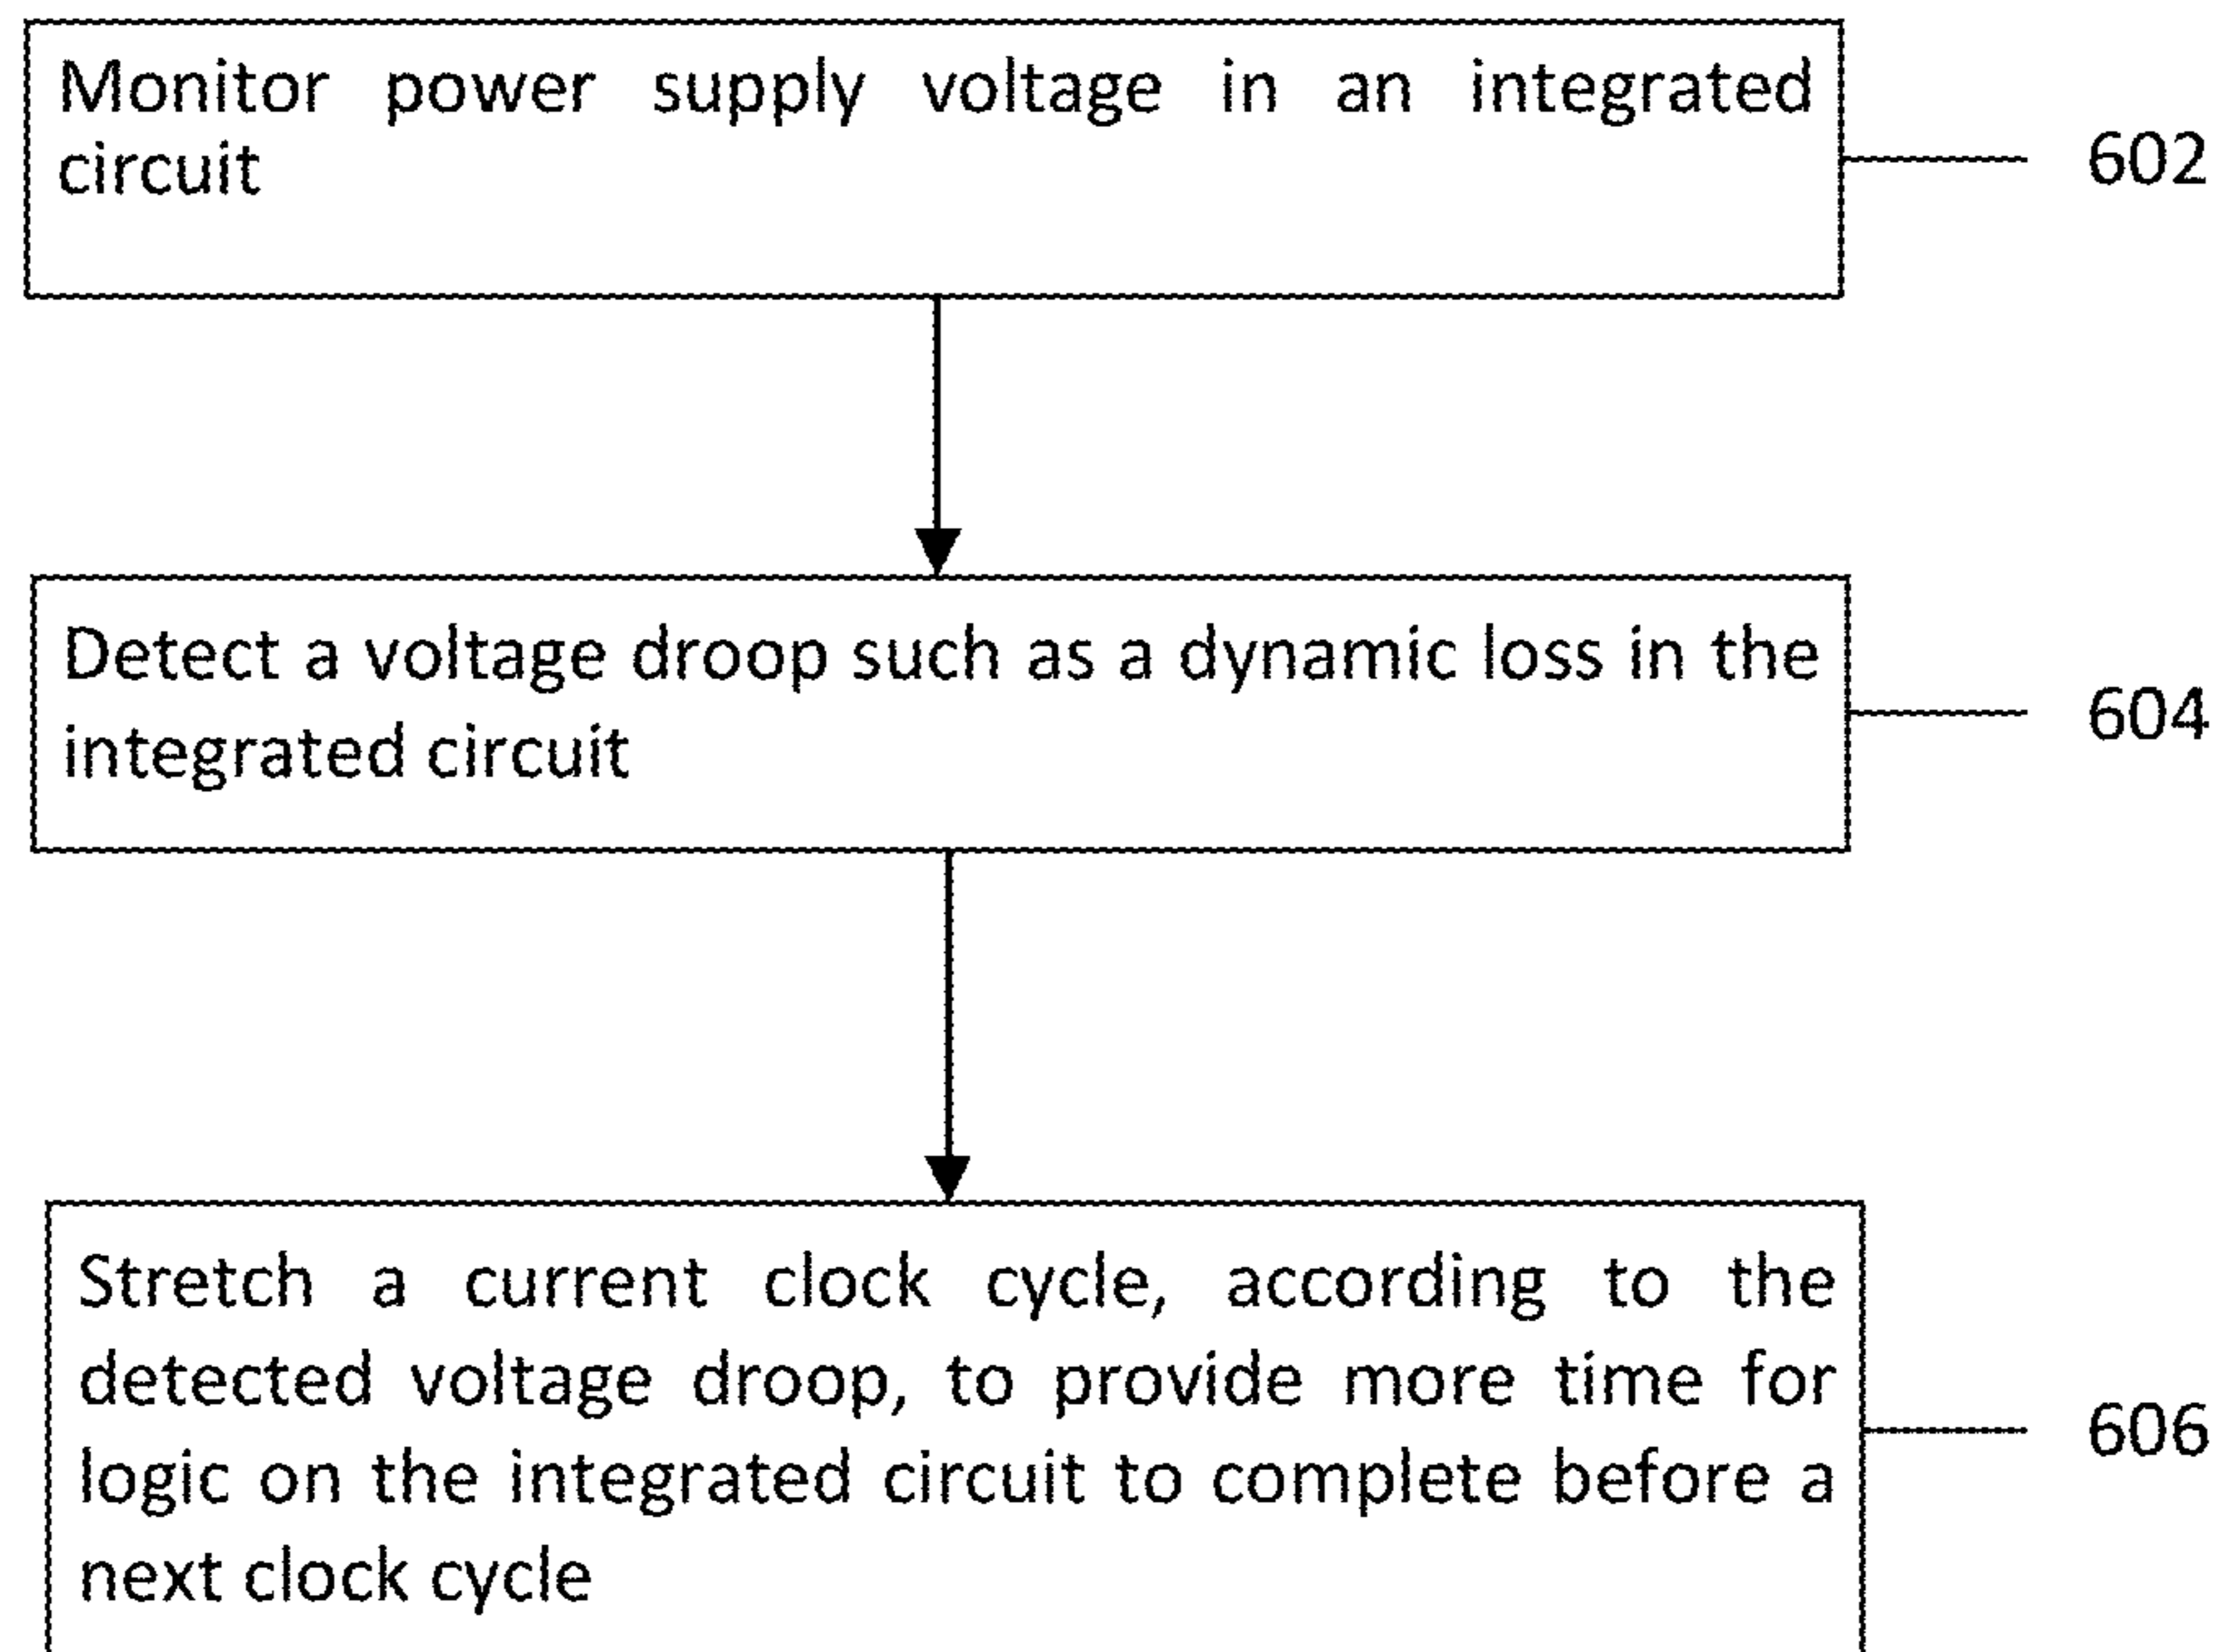 Monitor power supply voltage in an integrated
circuit
602
Detect a voltage droop such as a dynamic loss in the
integrated circuit
604
Stretch a current clock cycle, according to the
detected voltage droop, to provide more time for
logic on the integrated circuit to complete before a
next clock cycle
606